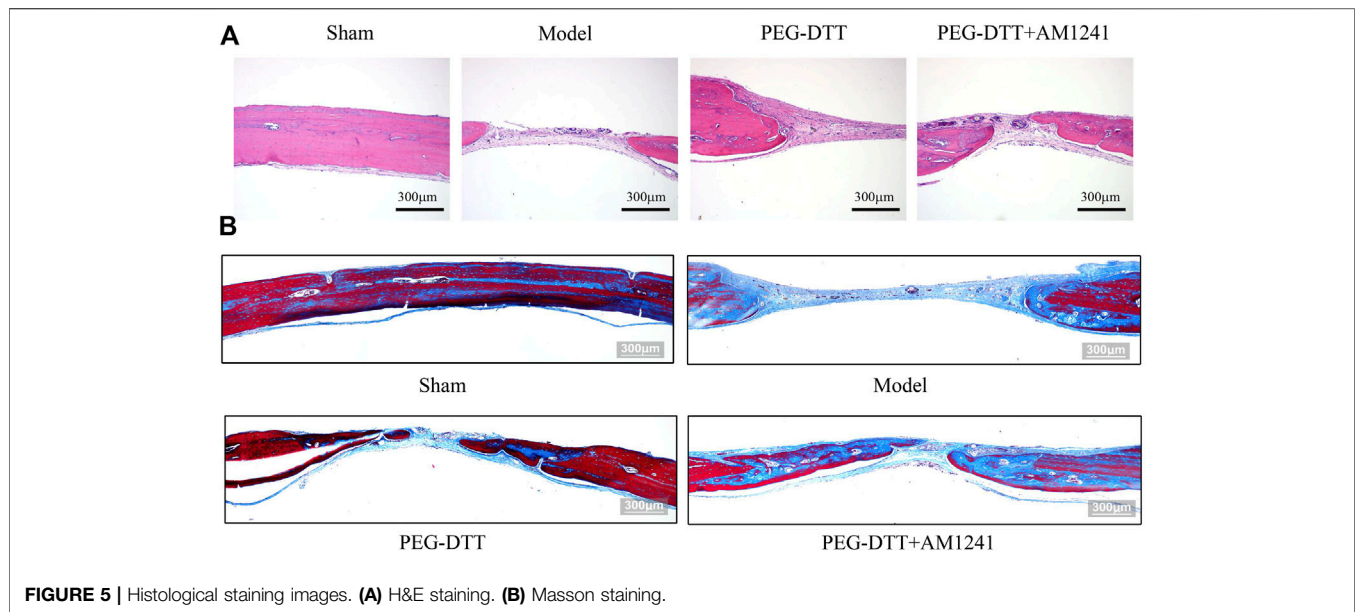 A
Sham Model PEG-DTT PEG-DTT+AM1241
300μm 300μm 300μm 300μm
B
300μm 300μm
Sham Model
300μm 300μm
PEG-DTT PEG-DTT+AM1241
FIGURE 5 | Histological staining images. (A) H&E staining. (B) Masson staining.